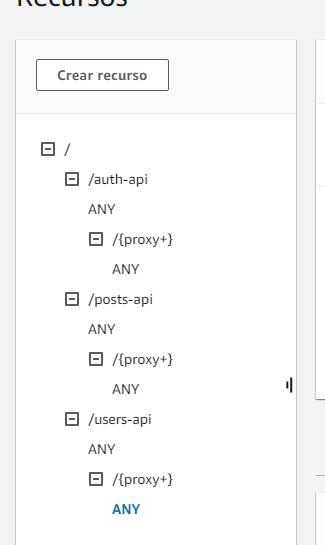 Recursos
Crear recurso
/
/auth-api
ANY
/{proxy+}
ANY
/posts-api
ANY
/{proxy+}
ANY
/users-api
ANY
/{proxy+}
ANY